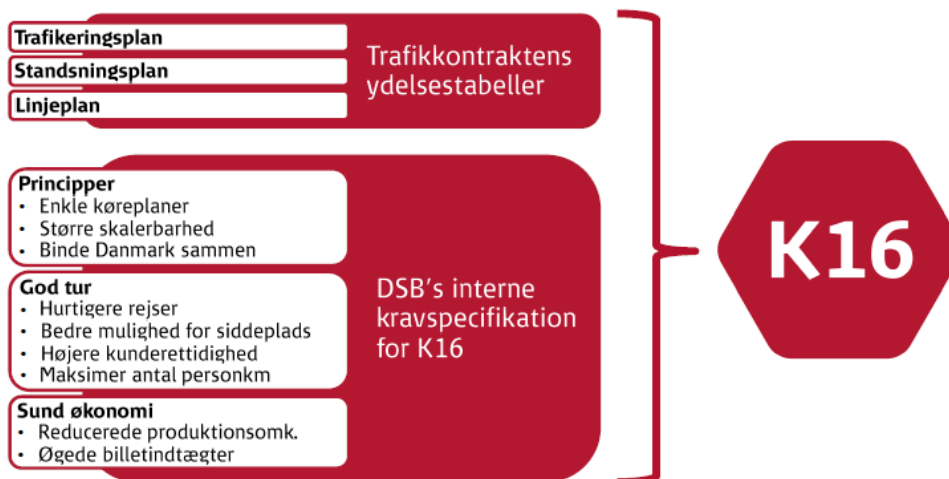 Trafikeringsplan
Standsningsplan
Linjeplan
Trafikkontraktens
ydelsestabeller
Principper
• Enkle køreplaner
• Større skalerbarhed
• Binde Danmark sammen
God tur
• Hurtigere rejser
• Bedre mulighed for siddeplads
• Højere kunderettidighed
• Maksimer antal personkm
Sund økonomi
• Reducerede produktionsomk.
• Øgede billetindtægter
DSB's interne
kravspecifikation
for K16
K16